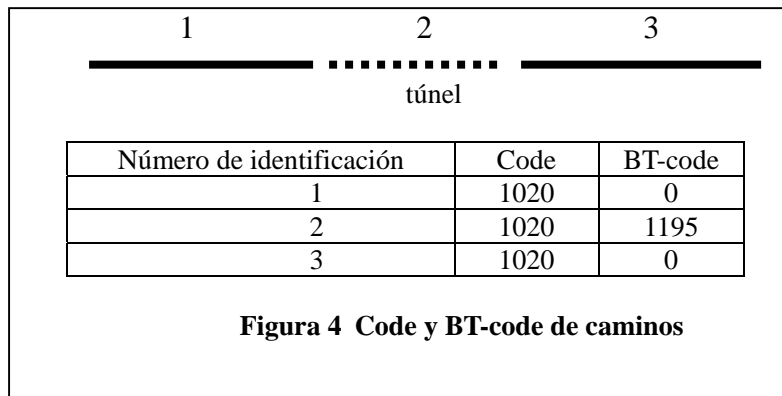 1 2 3
túnel
Número de identificación Code BT-code
1 1020 0
2 1020 1195
3 1020 0
Figura 4 Code y BT-code de caminos